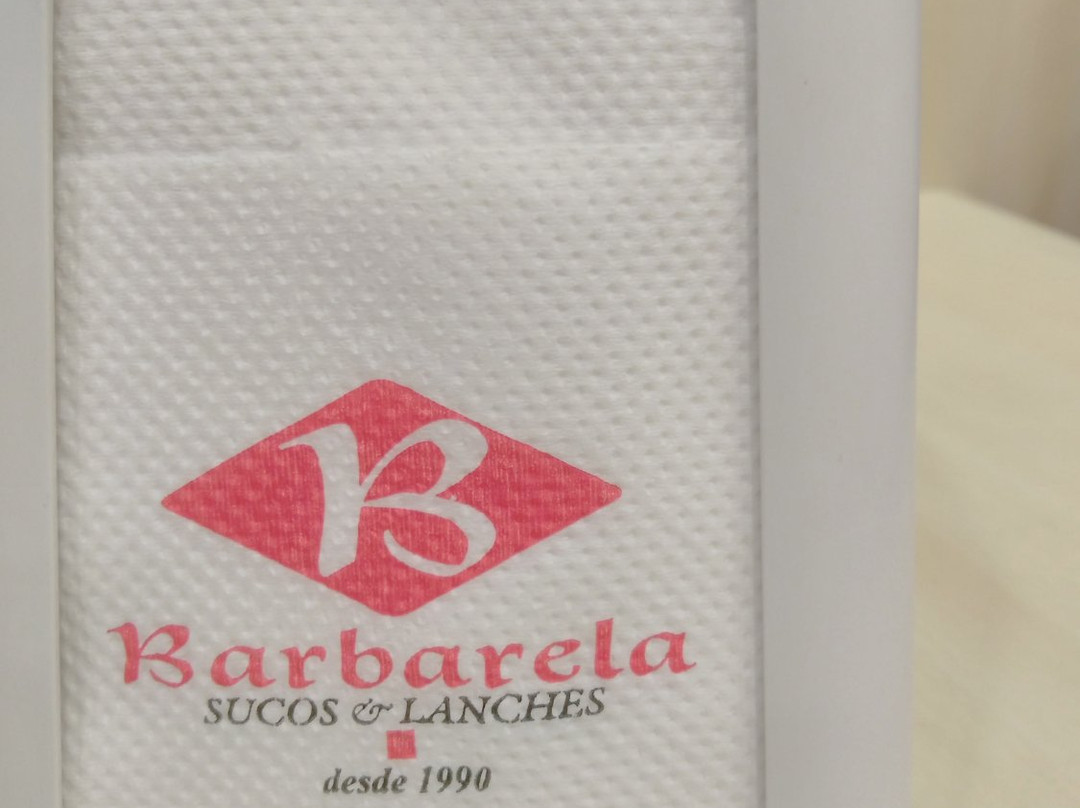 B
Barbarela
SUCOS & LANCHES
desde 1990